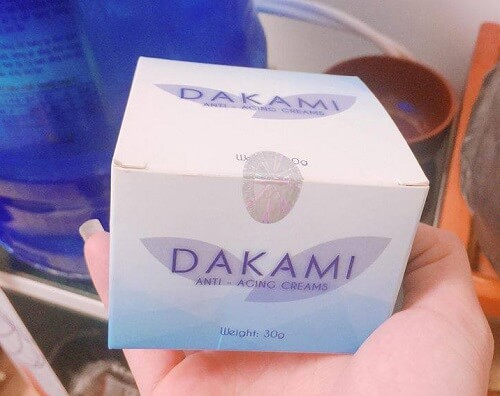 DAKAMI
ANTI - AGING CREAMS
DAKAMI
ANTI - AGING CREAMS
Weight: 30g